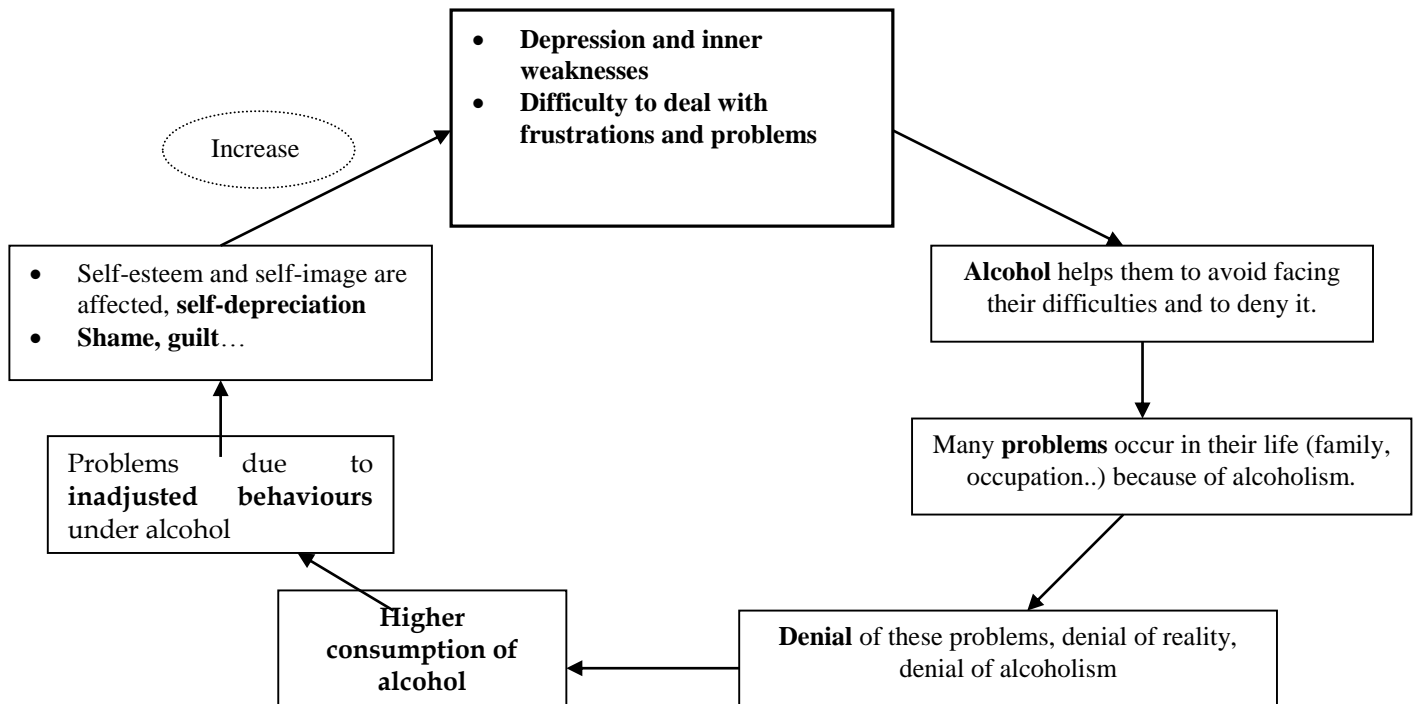 • Depression and inner
weaknesses
• Difficulty to deal with
frustrations and problems
Increase
• Self-esteem and self-image are
affected, self-depreciation
• Shame, guilt…
Alcohol helps them to avoid facing
their difficulties and to deny it.
Many problems occur in their life (family,
occupation..) because of alcoholism.
Problems due to
inadjusted behaviours
under alcohol
Higher
consumption of
alcohol
Denial of these problems, denial of reality,
denial of alcoholism